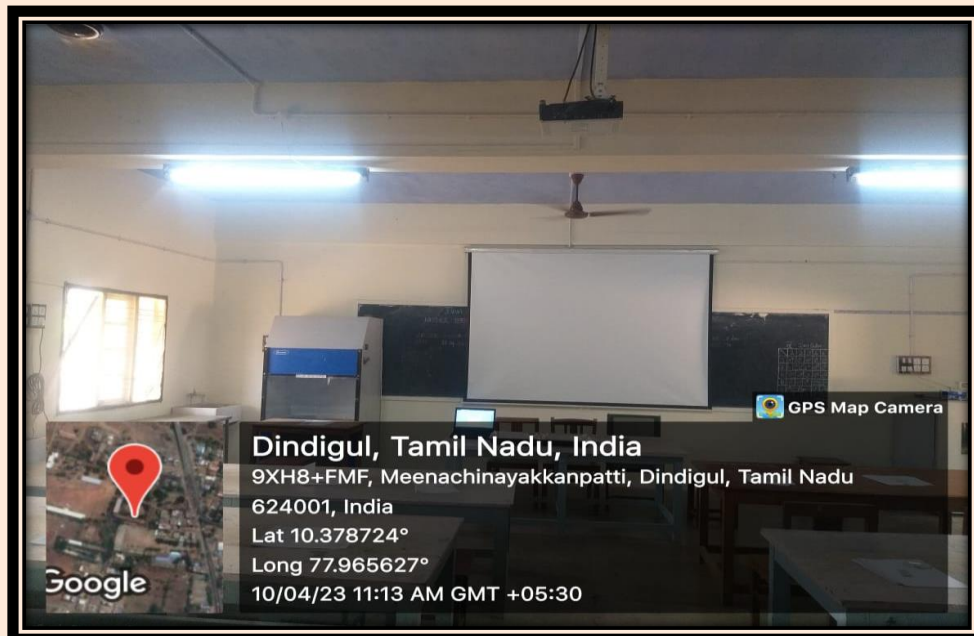 GPS Map Camera
Dindigul, Tamil Nadu, India
9XH8+FMF, Meenachinayakkanpatti, Dindigul, Tamil Nadu
624001, India
Lat 10.378724°
Long 77.965627°
10/04/23 11:13 AM GMT +05:30
Google